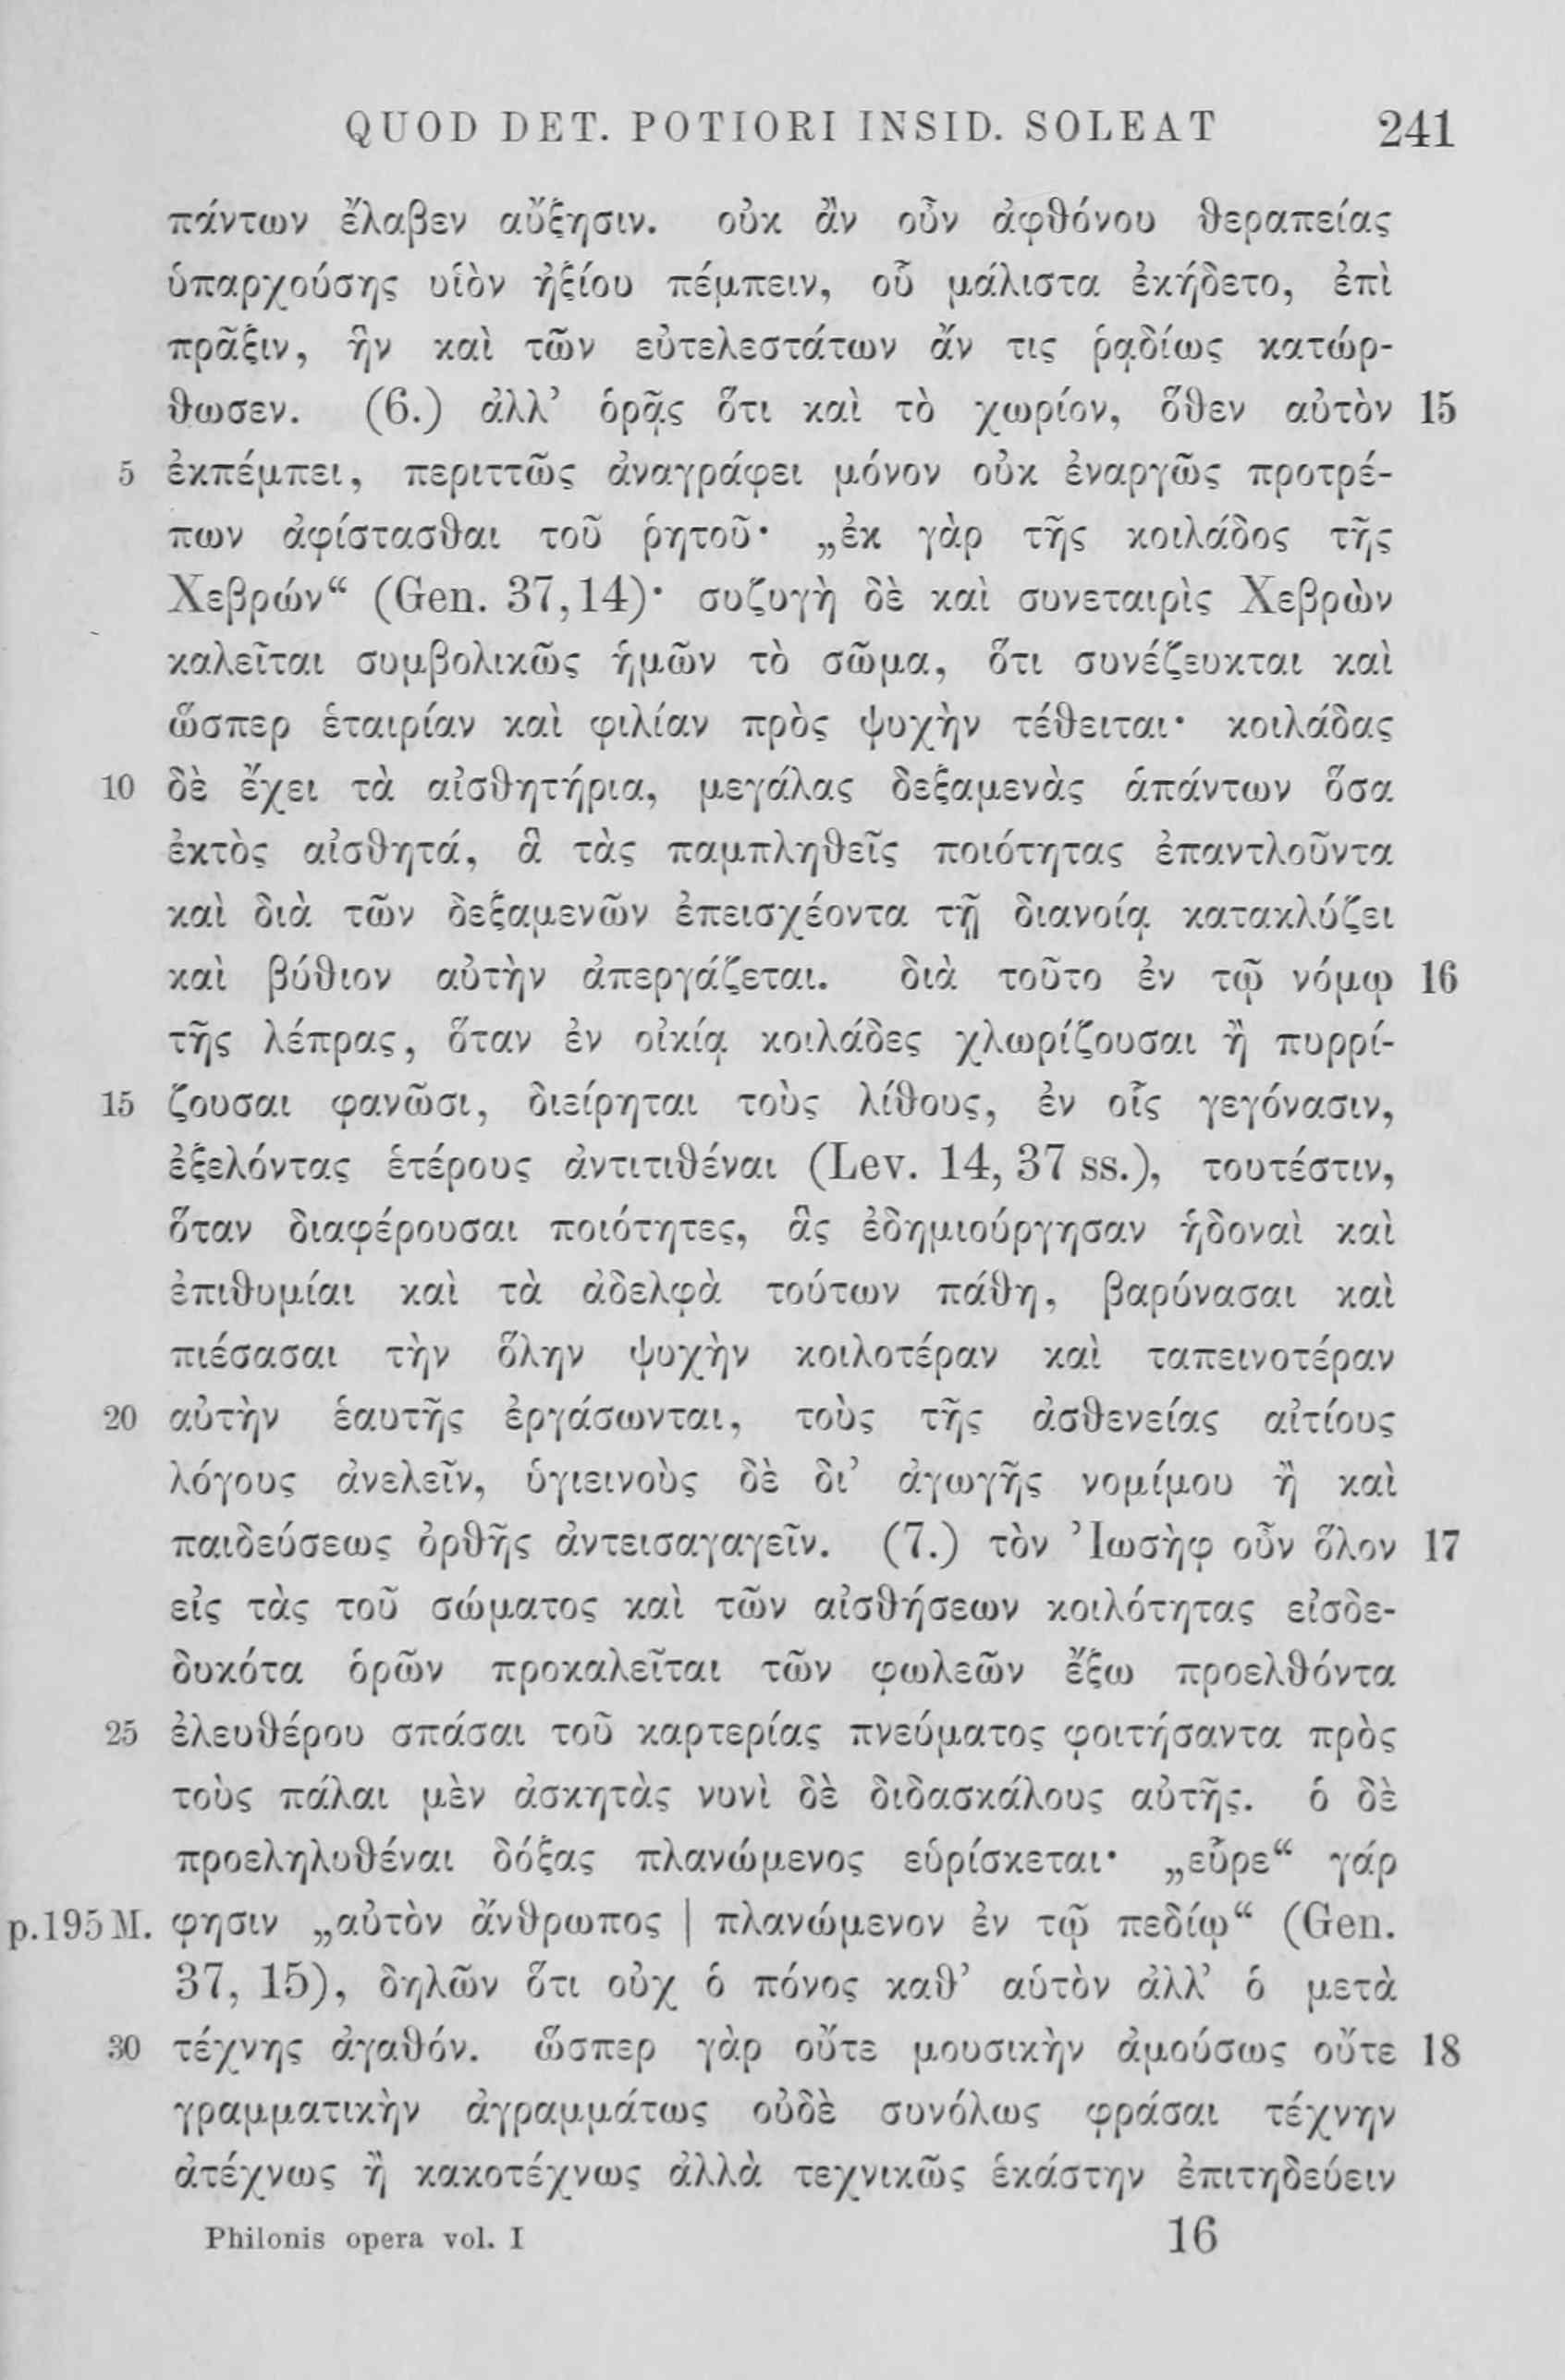 QUOD DET. POTIORI INSID. SOLEAT 241
πάντων ἔλαβεν αὔξησιν. οὐκ ἂν οὖν ἀφθόνου θεραπείας
ὑπαρχούσης υἱὸν ἠξίου πέμπειν, οὗ μάλιστα ἐκήδετο, ἐπὶ
πρᾶξιν, ἣν καὶ τῶν εὐτελεστάτων ἄν τις ῥᾳδίως κατώρ-
θωσεν. (6.) ἀλλ’ ὁρᾷς ὅτι καὶ τὸ χωρίον, ὅθεν αὐτὸν 15
5 ἐκπέμπει, περιττῶς ἀναγράφει μόνον οὐκ ἐναργῶς προτρέ-
πων ἀφίστασθαι τοῦ ῥητοῦ· „ἐκ γὰρ τῆς κοιλάδος τῆς
Χεβρών“ (Gen. 37,14)· συζυγὴ δὲ καὶ συνεταιρὶς Χεβρὼν
καλεῖται συμβολικῶς ἡμῶν τὸ σῶμα, ὅτι συνέζευκται καὶ
ὥσπερ ἑταιρίαν καὶ φιλίαν πρὸς ψυχὴν τέθειται· κοιλάδας
10 δὲ ἔχει τὰ αἰσθητήρια, μεγάλας δεξαμενὰς ἁπάντων ὅσα
ἐκτὸς αἰσθητά, ἃ τὰς παμπληθεῖς ποιότητας ἐπαντλοῦντα
καὶ διὰ τῶν δεξαμενῶν ἐπεισχέοντα τῇ διανοίᾳ κατακλύζει
καὶ βύθιον αὐτὴν ἀπεργάζεται. διὰ τοῦτο ἐν τῷ νόμῳ 16
τῆς λέπρας, ὅταν ἐν οἰκίᾳ κοιλάδες χλωρίζουσαι ἢ πυρρί-
15 ζουσαι φανῶσι, διείρηται τοὺς λίθους, ἐν οἷς γεγόνασιν,
ἐξελόντας ἑτέρους ἀντιτιθέναι (Lev. 14, 37 ss.), τουτέστιν,
ὅταν διαφέρουσαι ποιότητες, ἃς ἐδημιούργησαν ἡδοναὶ καὶ
ἐπιθυμίαι καὶ τὰ ἀδελφὰ τούτων πάθη, βαρύνασαι καὶ
πιέσασαι τὴν ὅλην ψυχὴν κοιλοτέραν καὶ ταπεινοτέραν
20 αὐτὴν ἑαυτῆς ἐργάσωνται, τοὺς τῆς ἀσθενείας αἰτίους
λόγους ἀνελεῖν, ὑγιεινοὺς δὲ δι’ ἀγωγῆς νομίμου ἢ καὶ
παιδεύσεως ὀρθῆς ἀντεισαγαγεῖν. (7.) τὸν Ἰωσὴφ οὖν ὅλον 17
εἰς τὰς τοῦ σώματος καὶ τῶν αἰσθήσεων κοιλότητας εἰσδε-
δυκότα ὁρῶν προκαλεῖται τῶν φωλεῶν ἔξω προελθόντα
25 ἐλευθέρου σπάσαι τοῦ καρτερίας πνεύματος φοιτήσαντα πρὸς
τοὺς πάλαι μὲν ἀσκητὰς νυνὶ δὲ διδασκάλους αὐτῆς. ὁ δὲ
προεληλυθέναι δόξας πλανώμενος εὑρίσκεται· „εὗρε“ γάρ
p.195 M. φησιν „αὐτὸν ἄνθρωπος | πλανώμενον ἐν τῷ πεδίῳ“ (Gen.
37, 15), δηλῶν ὅτι οὐχ ὁ πόνος καθ’ αὑτὸν ἀλλ’ ὁ μετὰ
30 τέχνης ἀγαθόν. ὥσπερ γὰρ οὔτε μουσικὴν ἀμούσως οὔτε 18
γραμματικὴν ἀγραμμάτως οὐδὲ συνόλως φράσαι τέχνην
ἀτέχνως ἢ κακοτέχνως ἀλλὰ τεχνικῶς ἑκάστην ἐπιτηδεύειν
Philonis opera vol. I 16